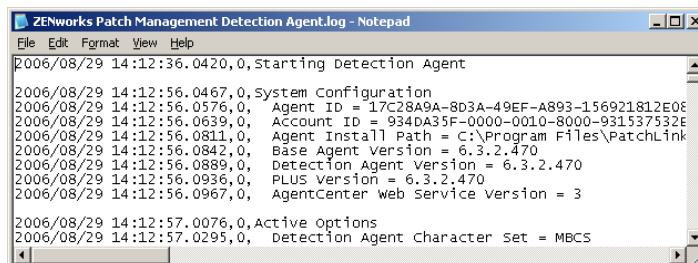 ZENworks Patch Management Detection Agent.log - Notepad
File Edit Format View Help
2006/08/29 14:12:36.0420,0,Starting Detection Agent
2006/08/29 14:12:56.0467,0,System Configuration
2006/08/29 14:12:56.0576,0, Agent ID = 17C28A9A-8D3A-49EF-A893-156921812E08
2006/08/29 14:12:56.0639,0, Account ID = 934DA35F-0000-0010-8000-931537532E
2006/08/29 14:12:56.0811,0, Agent Install Path = C:\Program Files\PatchLink
2006/08/29 14:12:56.0842,0, Base Agent Version = 6.3.2.470
2006/08/29 14:12:56.0889,0, Detection Agent Version = 6.3.2.470
2006/08/29 14:12:56.0936,0, PLUS Version = 6.3.2.470
2006/08/29 14:12:56.0967,0, AgentCenter Web Service Version = 3
2006/08/29 14:12:57.0076,0,Active Options
2006/08/29 14:12:57.0295,0, Detection Agent Character Set = MBCS